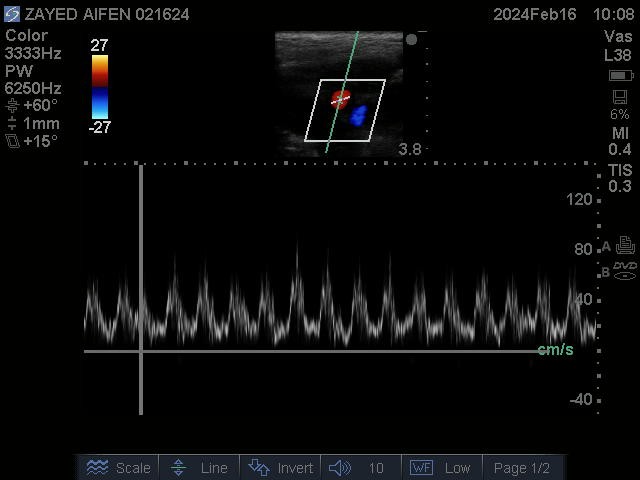 ZAYED AIFEN 021624
2024Feb16 10:08
Color
3333Hz
PW
6250Hz
+60°
1mm
+15°
27
-27
3.8
Vas
L38
6%
MI
0.4
TIS
0.3
A
B DVD
120
80
40
cm/s
-40
Scale
Line
Invert
10
WF Low
Page 1/2